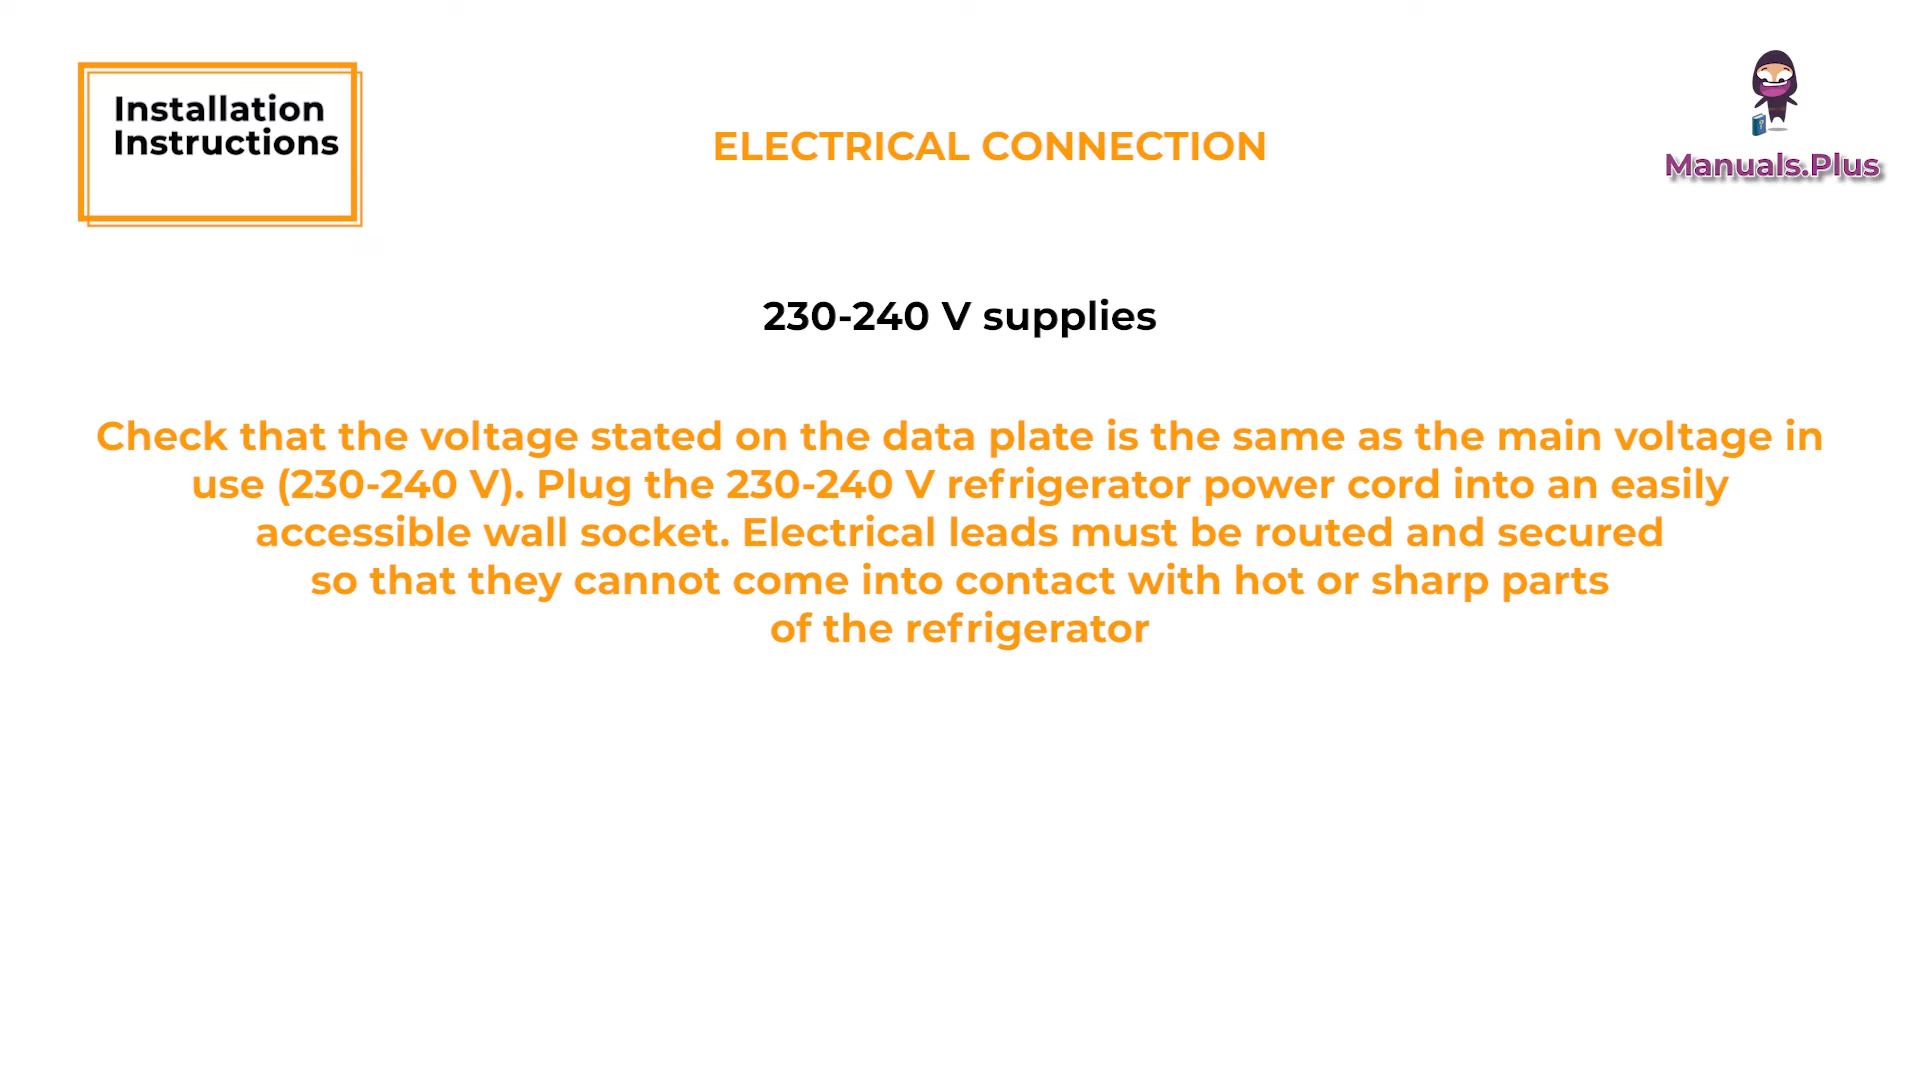 Installation
Instructions
ELECTRICAL CONNECTION
Manuals.Plus
230-240 V supplies
Check that the voltage stated on the data plate is the same as the main voltage in
use (230-240 V). Plug the 230-240 V refrigerator power cord into an easily
accessible wall socket. Electrical leads must be routed and secured
so that they cannot come into contact with hot or sharp parts
of the refrigerator